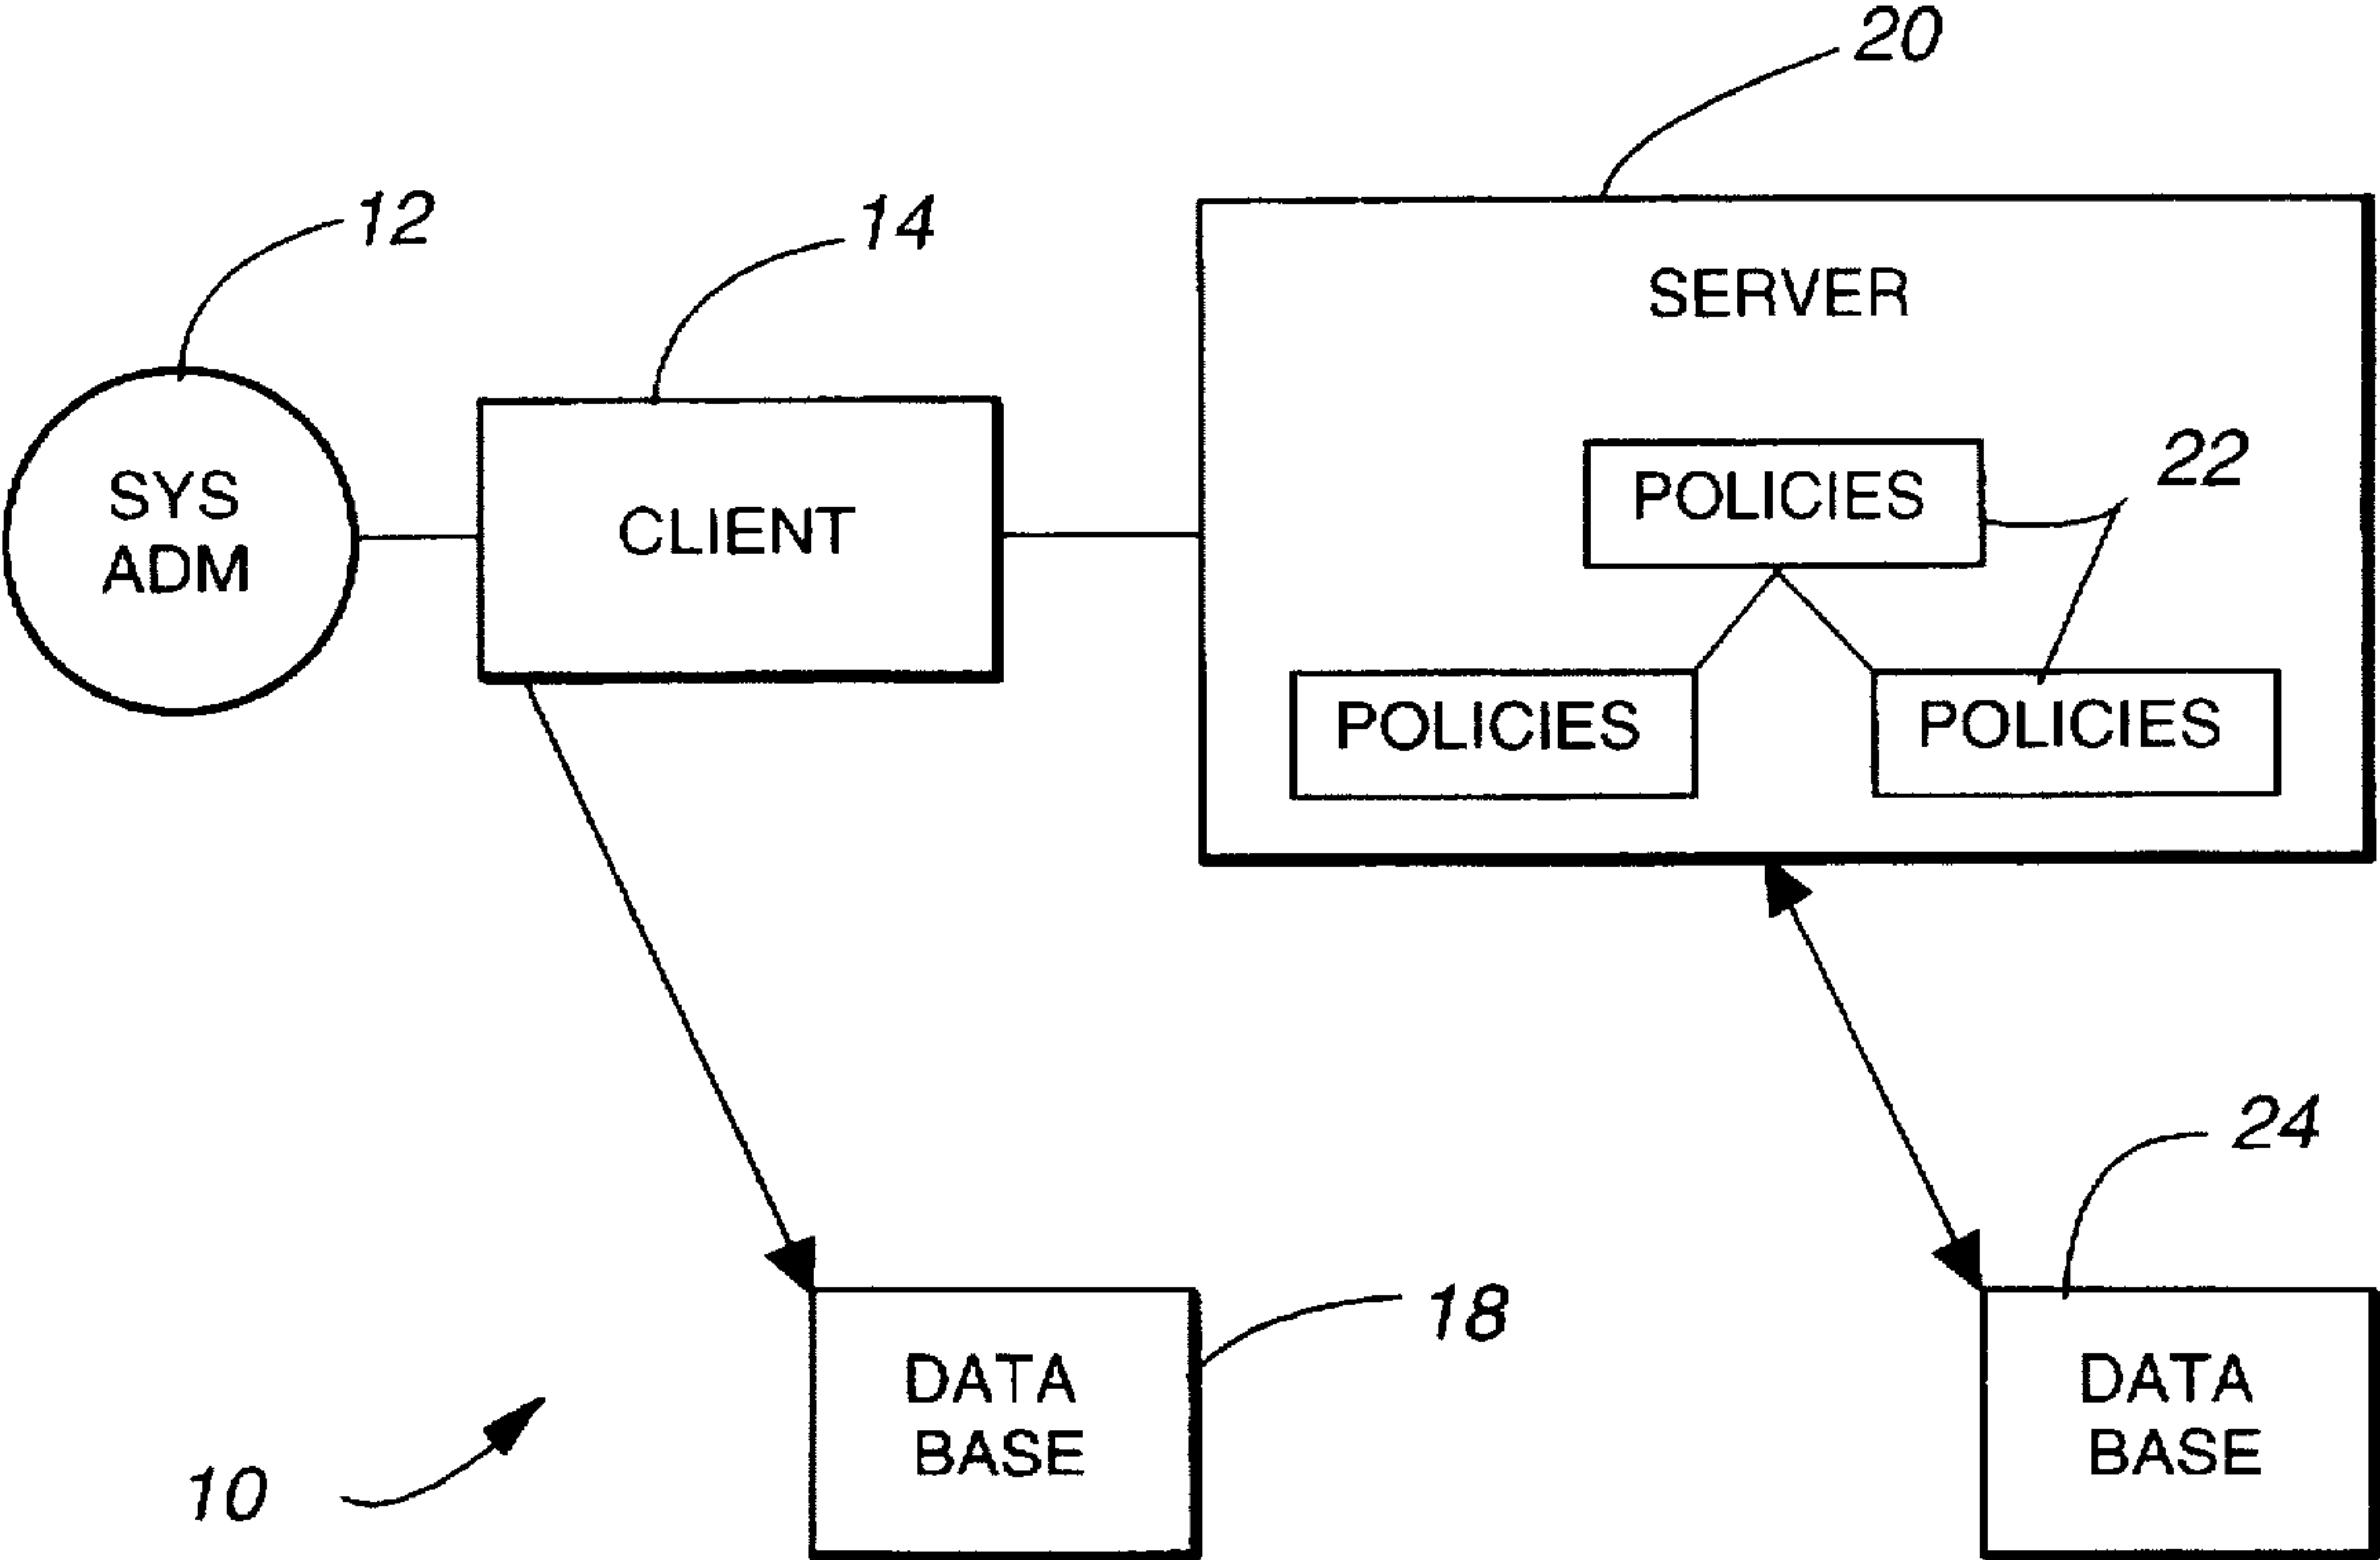 20
12
14
SERVER
22
SYS
ADM
CLIENT
POLICIES
POLICIES
POLICIES
24
18
DATA
BASE
DATA
BASE
10